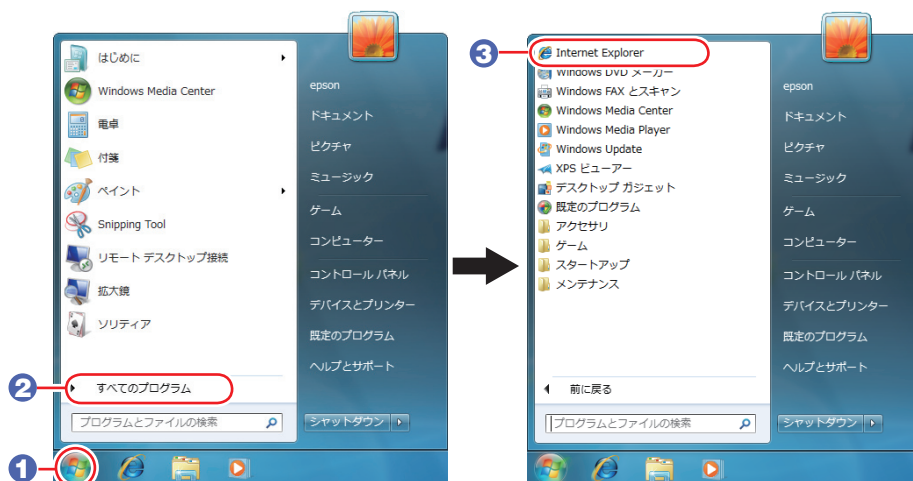 はじめに
Windows Media Center
電卓
付箋
ペイント
Snipping Tool
リモート デスクトップ接続
拡大鏡
ソリティア
2
すべてのプログラム
プログラムとファイルの検索
1
epson
ドキュメント
ピクチャ
ミュージック
ゲーム
コンピューター
コントロール パネル
デバイスとプリンター
既定のプログラム
ヘルプとサポート
シャットダウン
3
Internet Explorer
Windows DVD メーカー
Windows FAX とスキャン
Windows Media Center
Windows Media Player
Windows Update
XPS ビューアー
デスクトップ ガジェット
既定のプログラム
アクセサリ
ゲーム
スタートアップ
メンテナンス
前に戻る
プログラムとファイルの検索
epson
ドキュメント
ピクチャ
ミュージック
ゲーム
コンピューター
コントロール パネル
デバイスとプリンター
既定のプログラム
ヘルプとサポート
シャットダウン